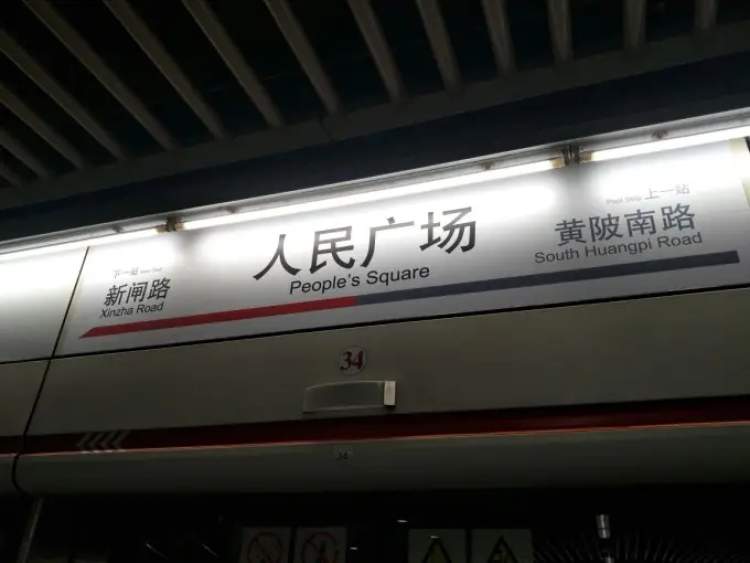 人民广场
People's Square
下一站
新闸路
Xinzha Road
上一站
黄陂南路
South Huangpi Road
34
34